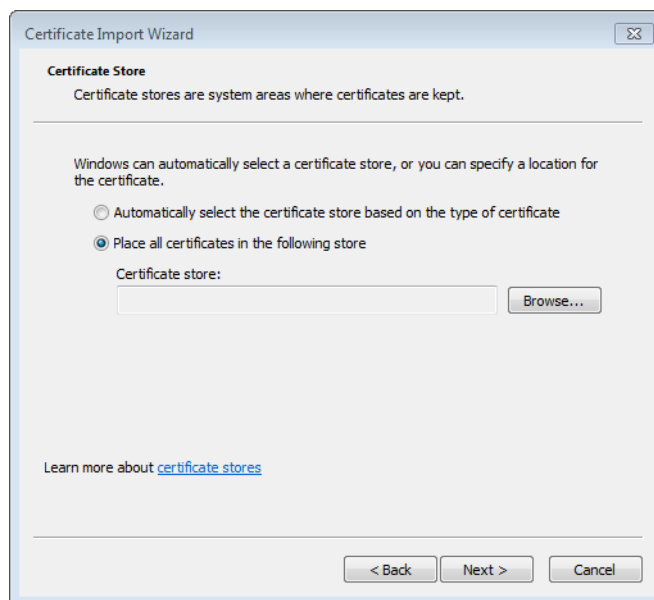 Certificate Import Wizard
Certificate Store
Certificate stores are system areas where certificates are kept.
Windows can automatically select a certificate store, or you can specify a location for
the certificate.
Automatically select the certificate store based on the type of certificate
Place all certificates in the following store
Certificate store:
Browse...
Learn more about certificate stores
< Back Next > Cancel